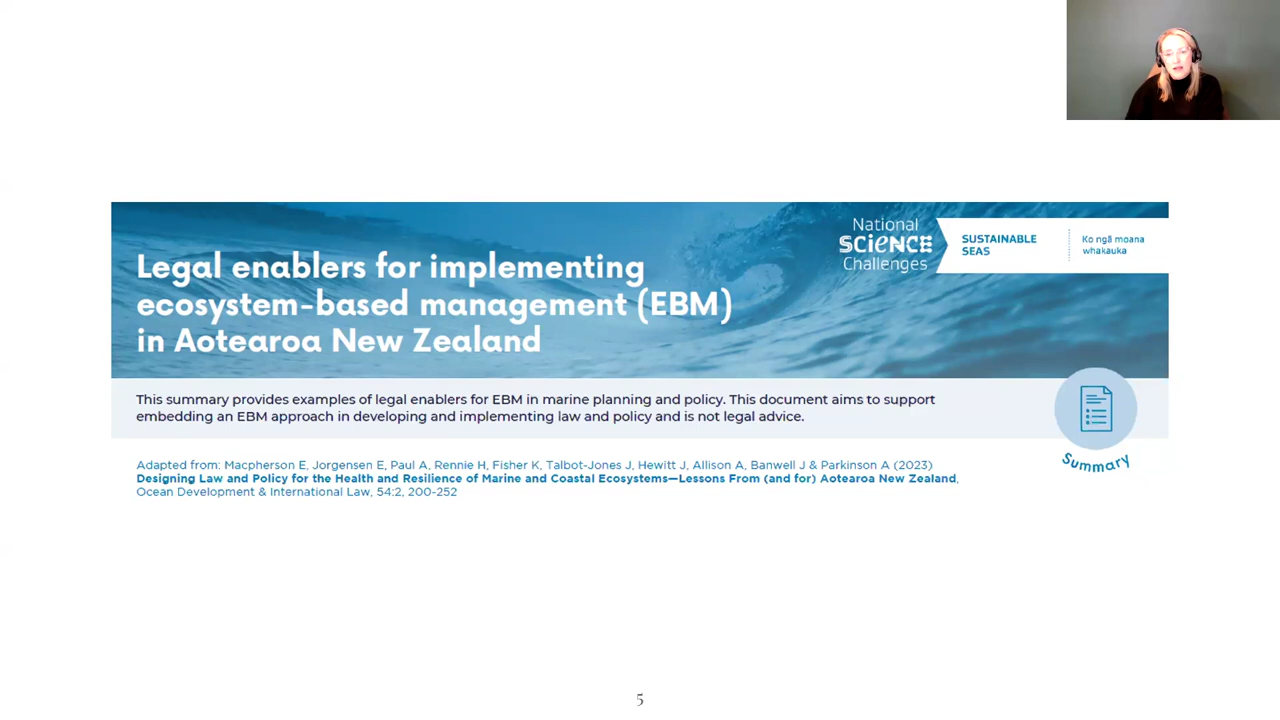 National
SCIENCE
Challenges
SUSTAINABLE
SEAS
Ko ngā moana
whakauka
Legal enablers for implementing
ecosystem-based management (EBM)
in Aotearoa New Zealand
This summary provides examples of legal enablers for EBM in marine planning and policy. This document aims to support
embedding an EBM approach in developing and implementing law and policy and is not legal advice.
Summary
Adapted from: Macpherson E, Jorgensen E, Paul A, Rennie H, Fisher K, Talbot-Jones J, Hewitt J, Allison A, Banwell J & Parkinson A (2023)
Designing Law and Policy for the Health and Resilience of Marine and Coastal Ecosystems—Lessons From (and for) Aotearoa New Zealand,
Ocean Development & International Law, 54:2, 200-252
5